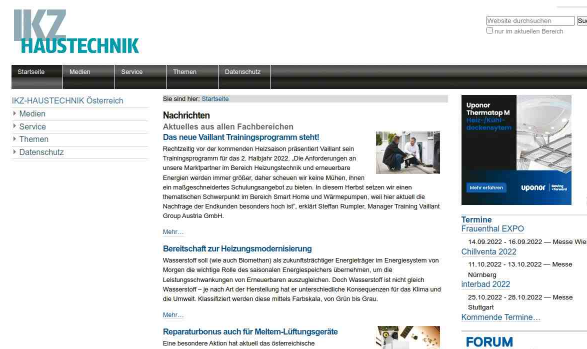 IKZ
HAUSTECHNIK
Website durchsuchen
nur im aktuellen Bereich
Startseite
Medien
Service
Themen
Datenschutz
IKZ-HAUSTECHNIK Österreich
Medien
Service
Themen
Datenschutz
Sie sind hier: Startseite
Nachrichten
Aktuelles aus allen Fachbereichen
Das neue Vaillant Trainingsprogramm steht!
Rechtzeitig vor der kommenden Heizsaison präsentiert Vaillant sein
Trainingsprogramm für das 2. Halbjahr 2022. „Die Anforderungen an
unsere Marktpartner im Bereich Heizungstechnik und erneuerbare
Energien werden immer größer, daher scheuen wir keine Mühen, ihnen
ein maßgeschneidertes Schulungsangebot zu bieten. In diesem Herbst setzen wir einen
thematischen Schwerpunkt im Bereich Smart Home und Wärmepumpen, weil hier aktuell die
Nachfrage der Endkunden besonders hoch ist“, erklärt Steffan Rumpler, Manager Training Vaillant
Group Austria GmbH.
Mehr…
Bereitschaft zur Heizungsmodernisierung
Wasserstoff soll (wie auch Biomethan) als zukunftsträchtiger Energieträger im Energiesystem von
Morgen die wichtige Rolle des saisonalen Energiespeichers übernehmen, um die
Leistungsschwankungen von Erneuerbaren auszugleichen. Doch Wasserstoff ist nicht gleich
Wasserstoff – je nach Art der Herstellung hat er unterschiedliche Konsequenzen für das Klima und
die Umwelt. Klassifiziert werden diese mittels Farbskala, von Grün bis Grau.
Mehr…
Reparaturbonus auch für Meltem-Lüftungsgeräte
Eine besondere Aktion hat aktuell das österreichische
Uponor
Thermatop M
Heiz-/Kühl-
deckensystem
Mehr erfahren
uponor
Termine
Frauenthal EXPO
14.09.2022 - 16.09.2022 — Messe Wie
Chillventa 2022
11.10.2022 - 13.10.2022 — Messe
Nürnberg
interbad 2022
25.10.2022 - 28.10.2022 — Messe
Stuttgart
Kommende Termine…
FORUM